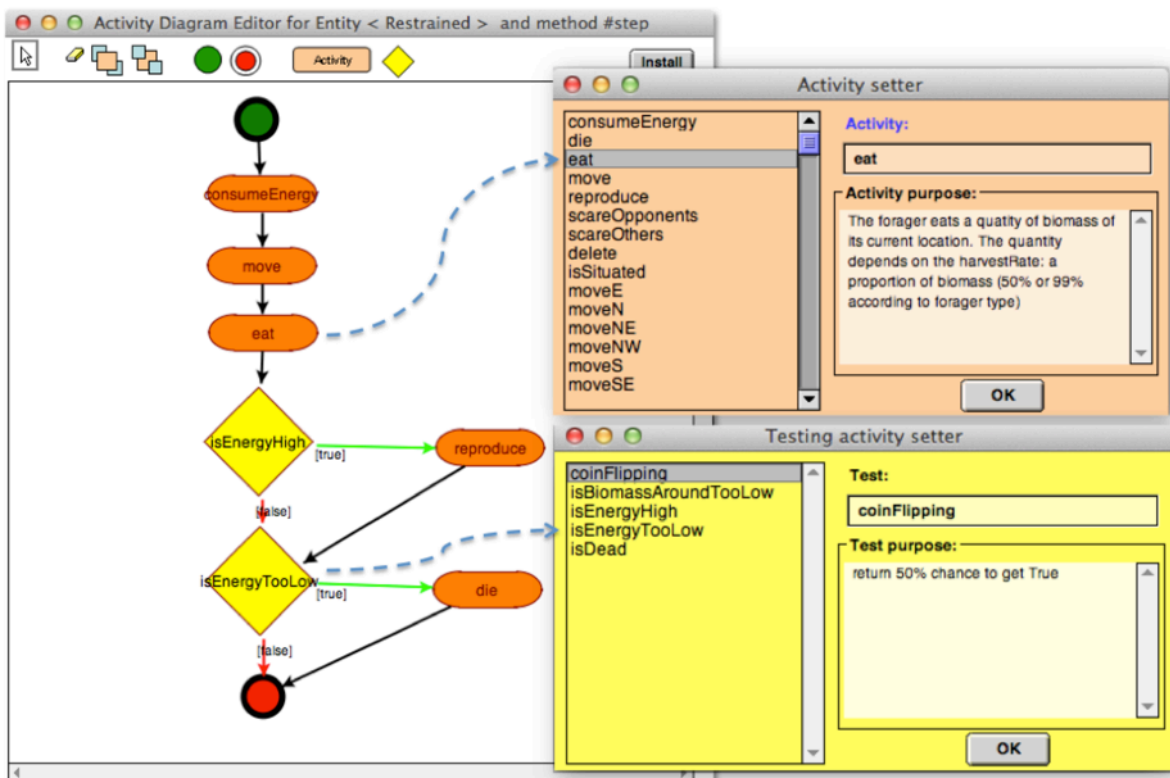 Activity Diagram Editor for Entity < Restrained > and method #step
Activity
Install
consumeEnergy
move
eat
isEnergyHigh
[true]
reproduce
[false]
isEnergyTooLow
[true]
die
[false]
Activity setter
consumeEnergy
die
eat
move
reproduce
scareOpponents
scareOthers
delete
isSituated
moveE
moveN
moveNE
moveNW
moveS
moveSE
Activity:
eat
Activity purpose:
The forager eats a quatity of biomass of
its current location. The quantity
depends on the harvestRate: a
proportion of biomass (50% or 99%
according to forager type)
OK
Testing activity setter
coinFlipping
isBiomassAroundTooLow
isEnergyHigh
isEnergyTooLow
isDead
Test:
coinFlipping
Test purpose:
return 50% chance to get True
OK